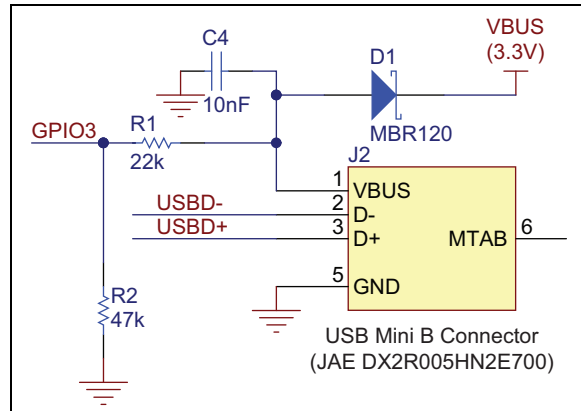 C4
10nF
D1
MBR120
VBUS
(3.3V)
GPIO3
R1
22k
J2
1
VBUS
USBD-
2
D-
USBD+
3
D+
MTAB
6
5
GND
R2
47k
USB Mini B Connector
(JAE DX2R005HN2E700)